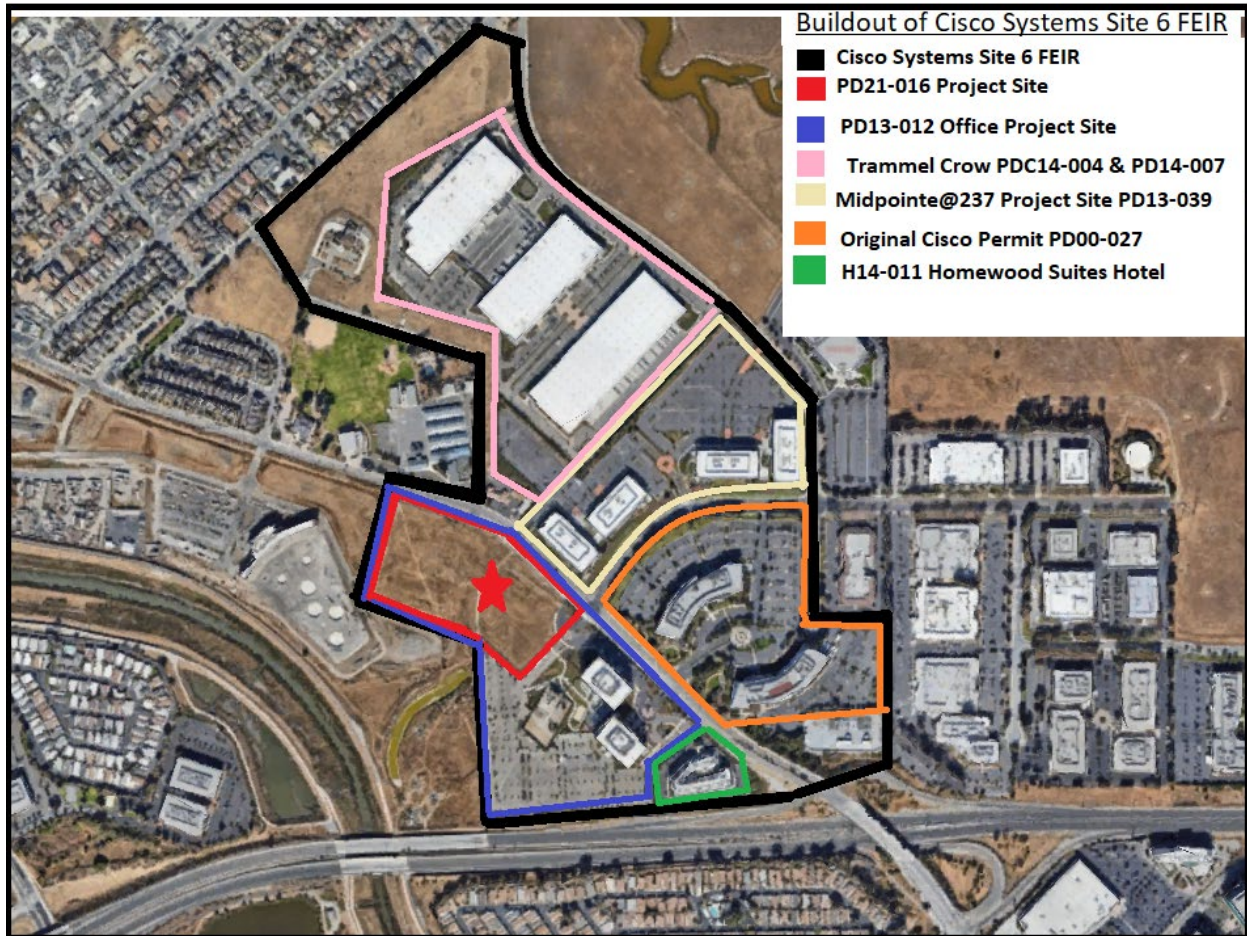 Buildout of Cisco Systems Site 6 FEIR
Cisco Systems Site 6 FEIR
PD21-016 Project Site
PD13-012 Office Project Site
Trammel Crow PDC14-004 & PD14-007
Midpointe@237 Project Site PD13-039
Original Cisco Permit PD00-027
H14-011 Homewood Suites Hotel